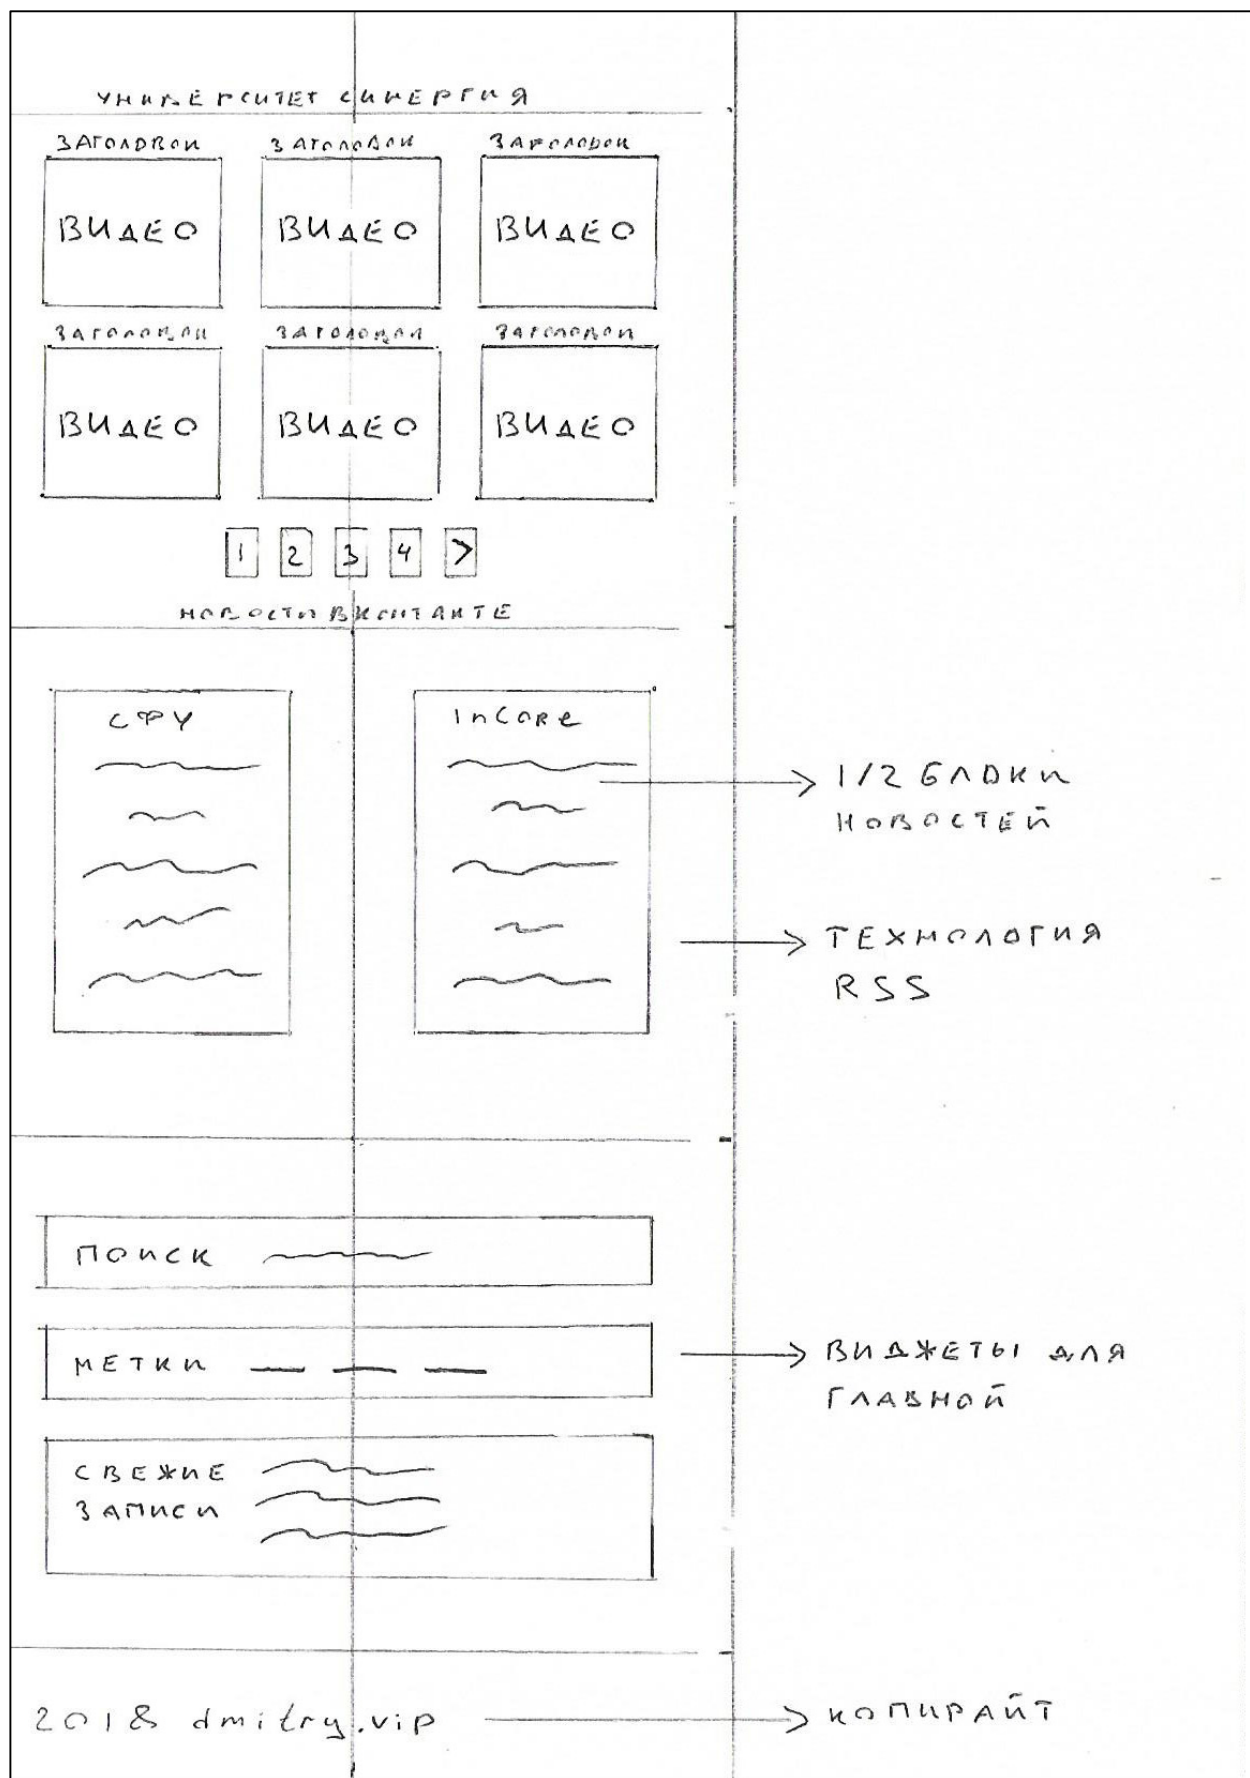 УНИВЕРСИТЕТ СИНЕРГИЯ
ЗАГОЛОВОК ЗАГОЛОВОК ЗАГОЛОВОК
ВИДЕО ВИДЕО ВИДЕО
ЗАГОЛОВОК ЗАГОЛОВОК ЗАГОЛОВОК
ВИДЕО ВИДЕО ВИДЕО
1 2 3 4 >
НОВОСТИ ВКОНТАКТЕ
СФУ InCore
1/2 БЛОКИ
НОВОСТЕЙ
ТЕХНОЛОГИЯ
RSS
ПОИСК
МЕТКИ
ВИДЖЕТЫ ДЛЯ
ГЛАВНОЙ
СВЕЖИЕ
ЗАПИСИ
2018 dmitry.vip
КОПИРАЙТ